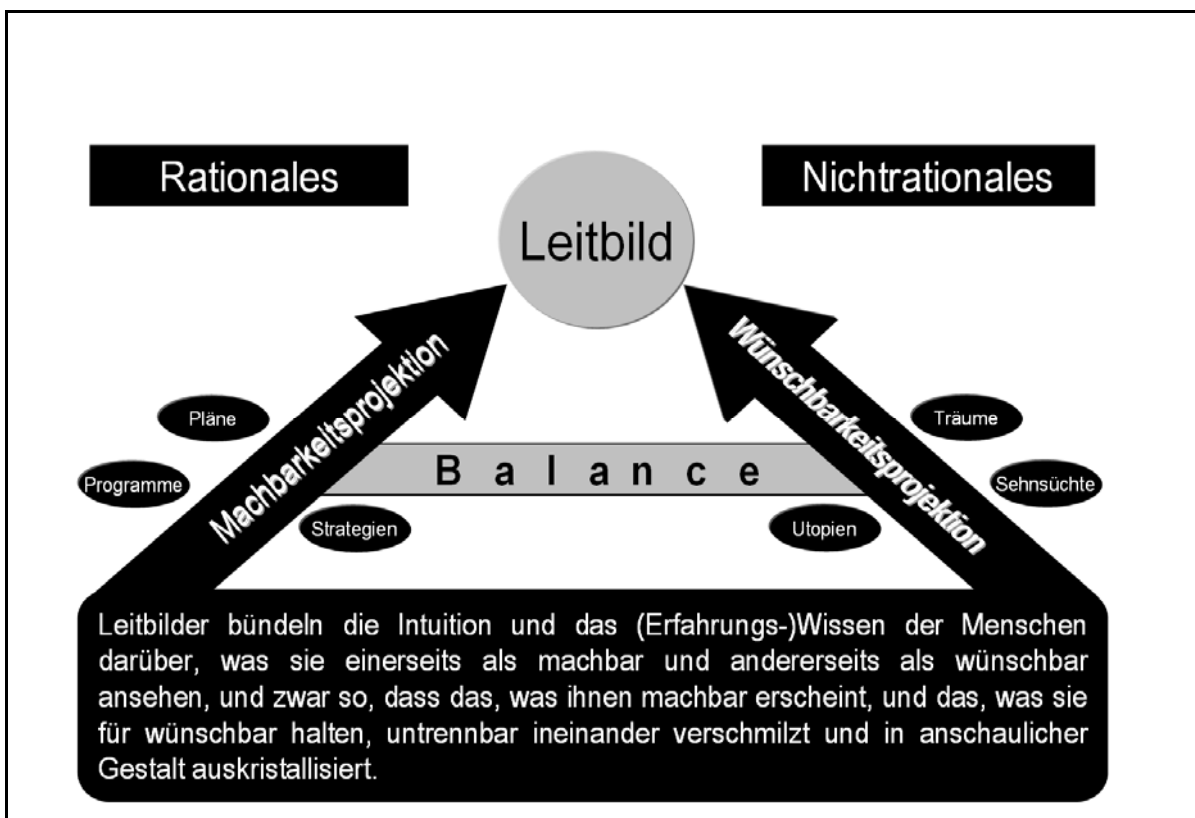 Rationales
Nichtrationales
Leitbild
Machbarkeitsprojektion
Wünschbarkeitsprojektion
Pläne
Träume
Programme
Balance
Sehnsüchte
Strategien
Utopien
Leitbilder bündeln die Intuition und das (Erfahrungs-)Wissen der Menschen
darüber, was sie einerseits als machbar und andererseits als wünschbar
ansehen, und zwar so, dass das, was ihnen machbar erscheint, und das, was sie
für wünschbar halten, untrennbar ineinander verschmilzt und in anschaulicher
Gestalt auskristallisiert.